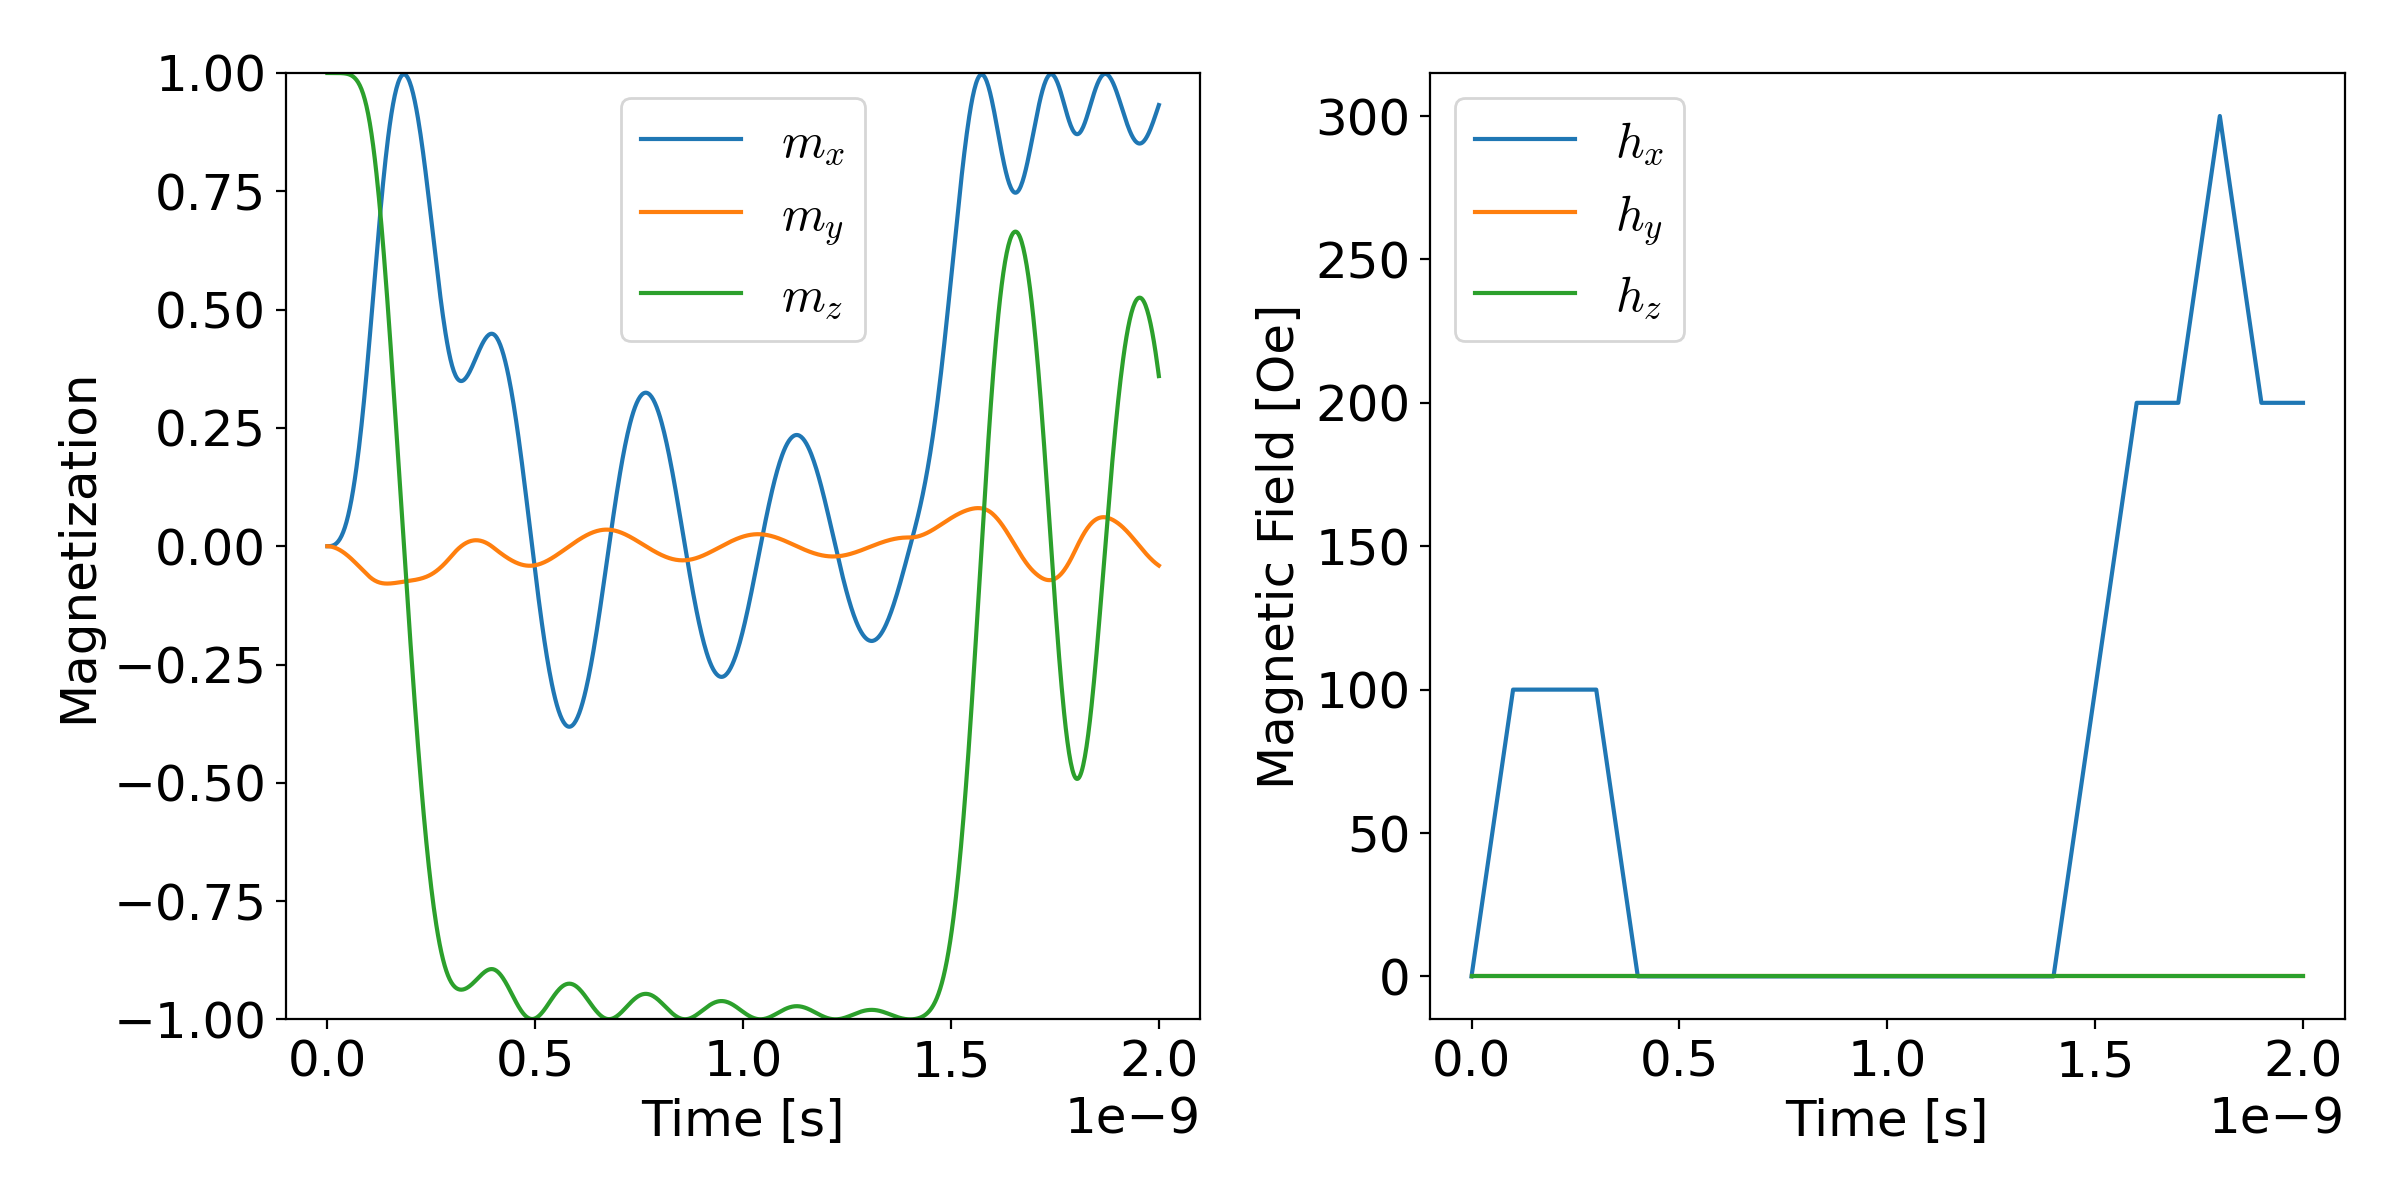 Magnetization
1.00
0.75
0.50
0.25
0.00
−0.25
−0.50
−0.75
−1.00
m_x
m_y
m_z
0.0 0.5 1.0 1.5 2.0
Time [s]
1e−9
Magnetic Field [Oe]
300
250
200
150
100
50
0
h_x
h_y
h_z
0.0 0.5 1.0 1.5 2.0
Time [s]
1e−9